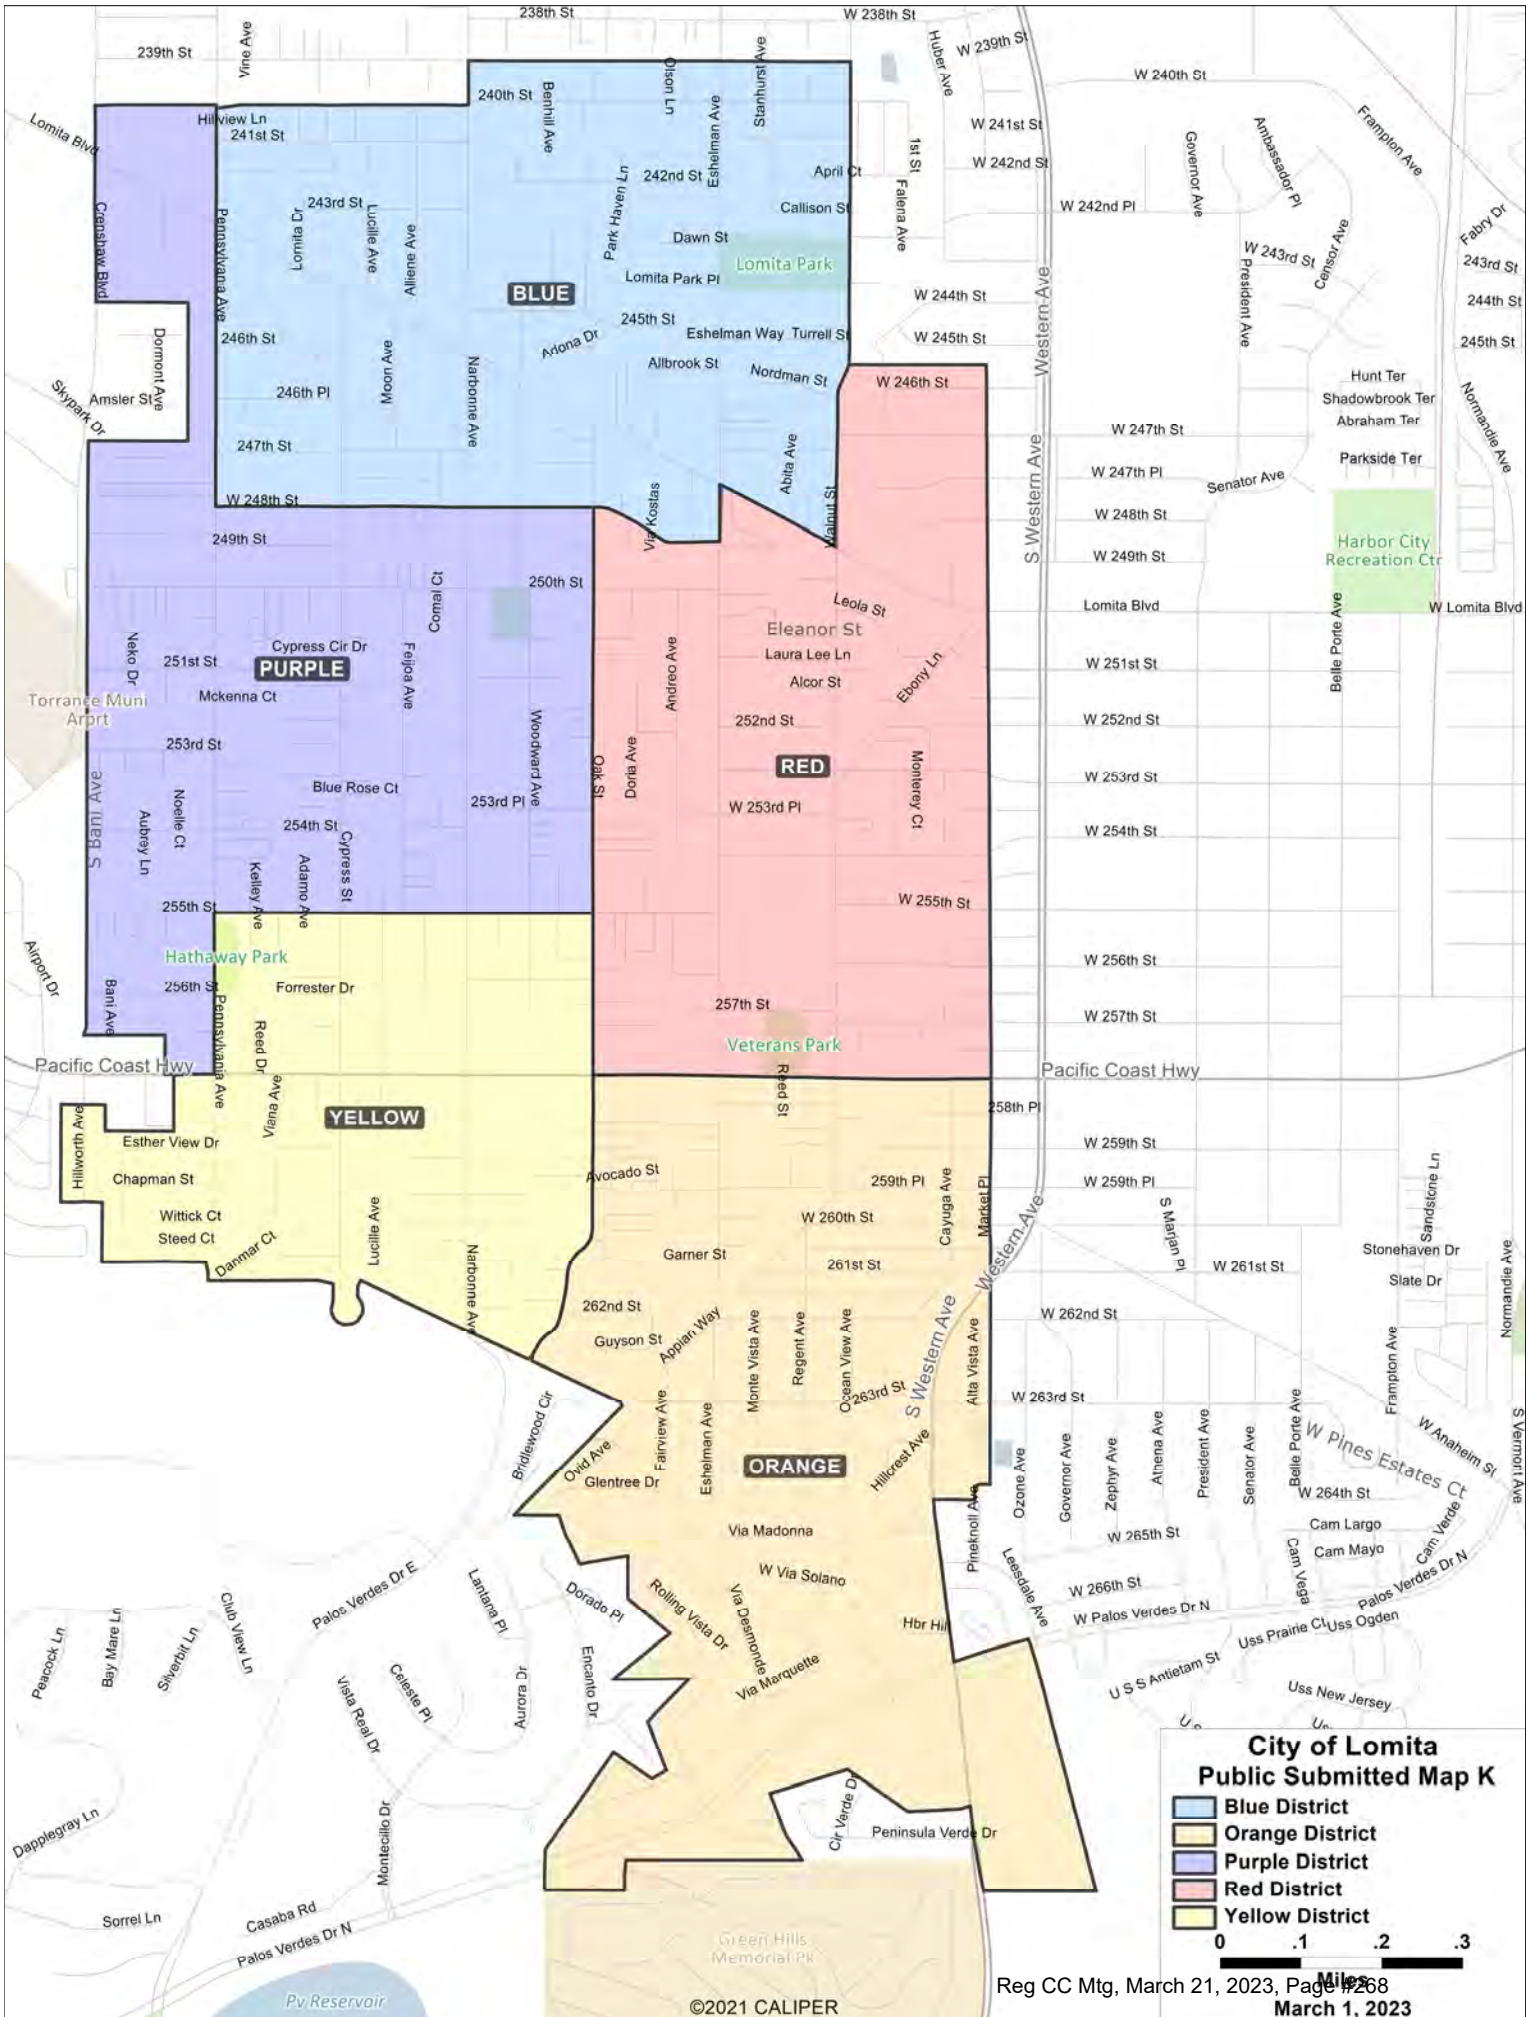 238th St
W 238th St
239th St
Vine Ave
Huber Ave
W 239th St
W 240th St
Olson Ln
Stanhurst Ave
Benhill Ave
240th St
Eshelman Ave
Lomita Blvd
Hillview Ln
241st St
W 241st St
Frampton Ave
Ambassador Pl
Governor Ave
1st St
W 242nd St
April Ct
242nd St
Park Haven Ln
Falena Ave
Crenshaw Blvd
Pennsylvana Ave
Lomita Dr
243rd St
Lucille Ave
Alliene Ave
Callison St
W 242nd Pl
Fabry Dr
Dawn St
Lomita Park
W 243rd St
Censor Ave
243rd St
Lomita Park Pl
BLUE
President Ave
Western Ave
W 244th St
244th St
245th St
Eshelman Way
Turrell St
W 245th St
245th St
Dormont Ave
246th St
Arlona Dr
Moon Ave
Narbonne Ave
Allbrook St
Nordman St
W 246th St
Hunt Ter
Shadowbrook Ter
Abraham Ter
Normandie Ave
Skypark Dr
Amsler St
246th Pl
247th St
W 247th St
S Western Ave
Parkside Ter
Abita Ave
W 247th Pl
Senator Ave
W 248th St
Via Kostas
Walnut St
W 248th St
249th St
Harbor City
Recreation Ctr
W 249th St
250th St
Comal Ct
Leola St
Lomita Blvd
W Lomita Blvd
Belle Porte Ave
Eleanor St
Neko Dr
Cypress Cir Dr
Feijoa Ave
Andreo Ave
Laura Lee Ln
251st St
PURPLE
W 251st St
Ebony Ln
Alcor St
Mckenna Ct
Torrance Muni
Arprt
252nd St
W 252nd St
Woodward Ave
253rd St
Oak St
Doria Ave
RED
Monterey Ct
W 253rd St
Blue Rose Ct
253rd Pl
W 253rd Pl
S Bani Ave
Noelle Ct
Aubrey Ln
254th St
Cypress St
W 254th St
Kelley Ave
Adamo Ave
255th St
W 255th St
Hathaway Park
Airport Dr
W 256th St
256th St
Forrester Dr
Bani Ave
Pennsylvania Ave
Reed Dr
257th St
W 257th St
Veterans Park
Pacific Coast Hwy
Pacific Coast Hwy
Reed St
Viana Ave
YELLOW
258th Pl
Hillworth Ave
Esther View Dr
W 259th St
Chapman St
Avocado St
259th Pl
Cayuga Ave
Market Pl
W 259th Pl
Sandstone Ln
Wittick Ct
Steed Ct
Danmar Ct
Lucille Ave
W 260th St
S Marjan Pl
Western Ave
Garner St
261st St
W 261st St
Stonehaven Dr
Slate Dr
Normandie Ave
Narbonne Ave
262nd St
Guyson St
Appian Way
Monte Vista Ave
Regent Ave
Ocean View Ave
S Western Ave
Alta Vista Ave
W 262nd St
Frampton Ave
263rd St
W 263rd St
Bridlewood Cir
Ovid Ave
Fairview Ave
Eshelman Ave
ORANGE
Hillcrest Ave
Glentree Dr
Ozone Ave
Governor Ave
Zephyr Ave
Athena Ave
President Ave
Senator Ave
Belle Porte Ave
W Pines Estates Ct
W Anaheim St
S Vermont Ave
W 264th St
Pineknoll Ave
Via Madonna
W 265th St
Cam Largo
Cam Mayo
Cam Verde
Cam Vega
Palos Verdes Dr N
W Via Solano
Leesdale Ave
W 266th St
W Palos Verdes Dr N
Palos Verdes Dr E
Lantana Pl
Dorado Pl
Rolling Vista Dr
Via Desmonde
Hbr Hil
Uss Prairie Ct
Uss Ogden
Peacock Ln
Bay Mare Ln
Silverbit Ln
Club View Ln
Encanto Dr
Aurora Dr
Celeste Pl
Vista Real Dr
Via Marquette
U S S Antietam St
Uss New Jersey
City of Lomita
Public Submitted Map K
Blue District
Orange District
Purple District
Red District
Yellow District
0 .1 .2 .3
Miles
March 1, 2023
Dapplegray Ln
Montecillo Dr
Cir Verde Dr
Peninsula Verde Dr
Sorrel Ln
Casaba Rd
Palos Verdes Dr N
Green Hills
Memorial Pk
Pv Reservoir
©2021 CALIPER
Reg CC Mtg, March 21, 2023, Page #268